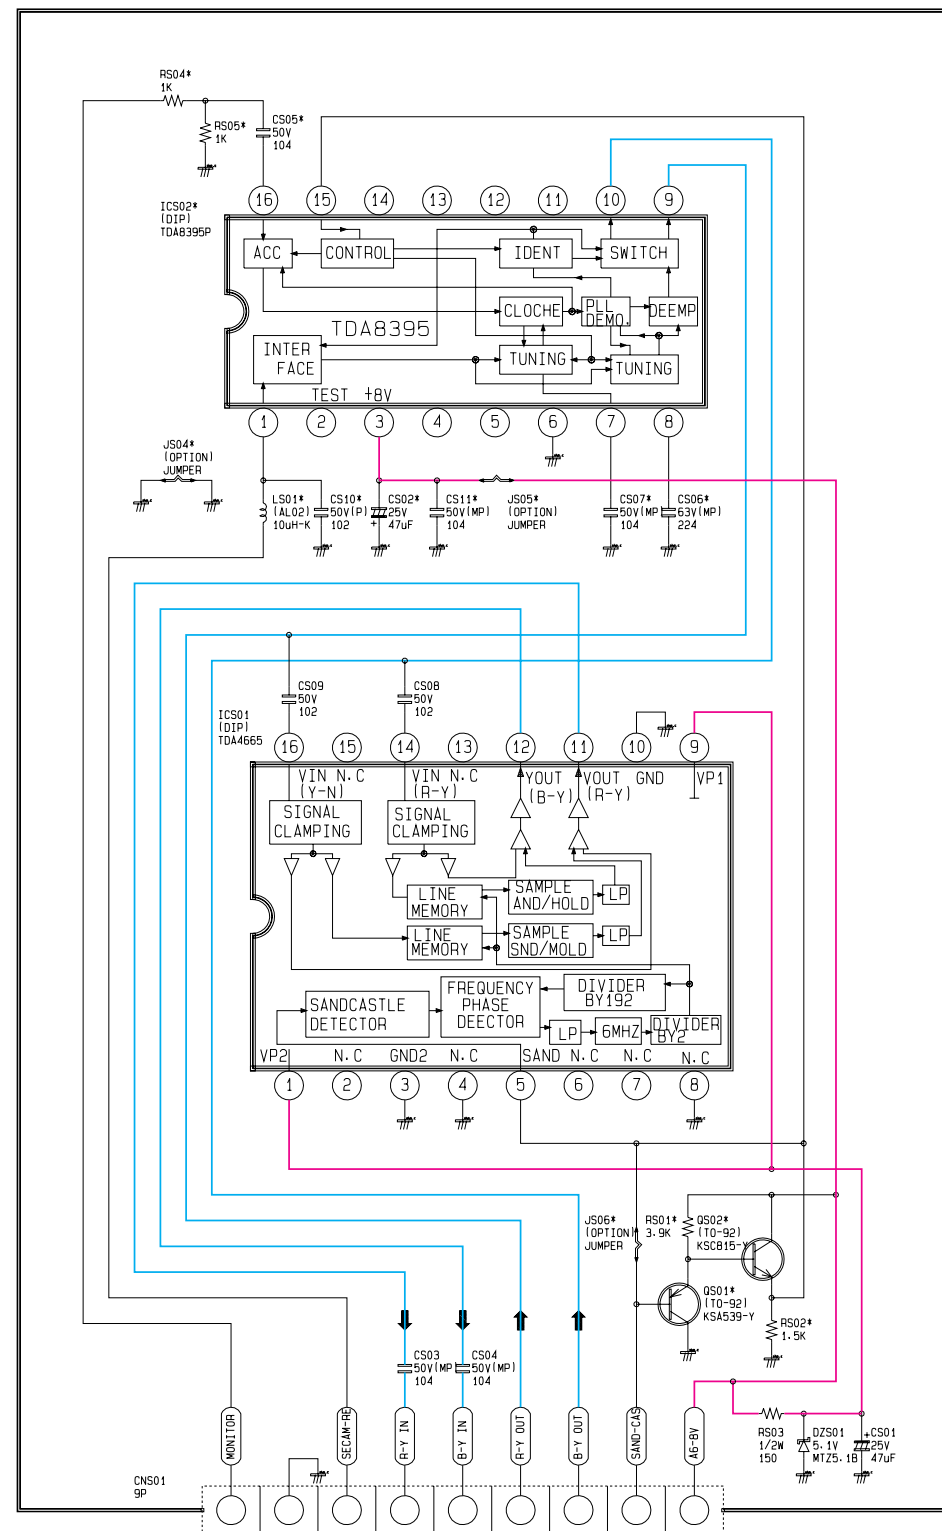 RS04*
1K
RS05*
1K
CS05*
50V
104
ICS02*
(DIP)
TDA8395P
16
15
14
13
12
11
10
9
ACC
CONTROL
IDENT
SWITCH
CLOCHE
PLL
DEMO.
DEEMP
TDA8395
INTER
FACE
TUNING
TUNING
TEST +8V
1
2
3
4
5
6
7
8
JS04*
(OPTION)
JUMPER
LS01*
(AL02)
10uH-K
CS10*
50V(P)
102
CS02*
25V
47uF
+
CS11*
50V(MP)
104
JS05*
(OPTION)
JUMPER
CS07*
50V(MP)
104
CS06*
63V(MP)
224
CS09
50V
102
CS08
50V
102
ICS01
(DIP)
TDA4665
16
15
14
13
12
11
10
9
VIN N.C
(Y-N)
VIN N.C
(R-Y)
YOUT
(B-Y)
VOUT
(R-Y)
GND
VP1
SIGNAL
CLAMPING
SIGNAL
CLAMPING
LINE
MEMORY
SAMPLE
AND/HOLD
LP
LINE
MEMORY
SAMPLE
SND/MOLD
LP
SANDCASTLE
DETECTOR
FREQUENCY
PHASE
DEECTOR
DIVIDER
BY192
LP
6MHZ
DIVIDER
BY2
VP2
N.C
GND2
N.C
SAND
N.C
N.C
N.C
1
2
3
4
5
6
7
8
JS06*
(OPTION)
JUMPER
RS01*
3.9K
QS02*
(TO-92)
KSC815-Y
QS01*
(TO-92)
KSA539-Y
RS02*
1.5K
CS03
50V(MP)
104
CS04
50V(MP)
104
MONITOR
SECAM-RE
R-Y IN
B-Y IN
R-Y OUT
B-Y OUT
SAND-CAS
A6-8V
RS03
1/2W
150
DZS01
5.1V
MTZ5.1B
+CS01
25V
47uF
CNS01
9P